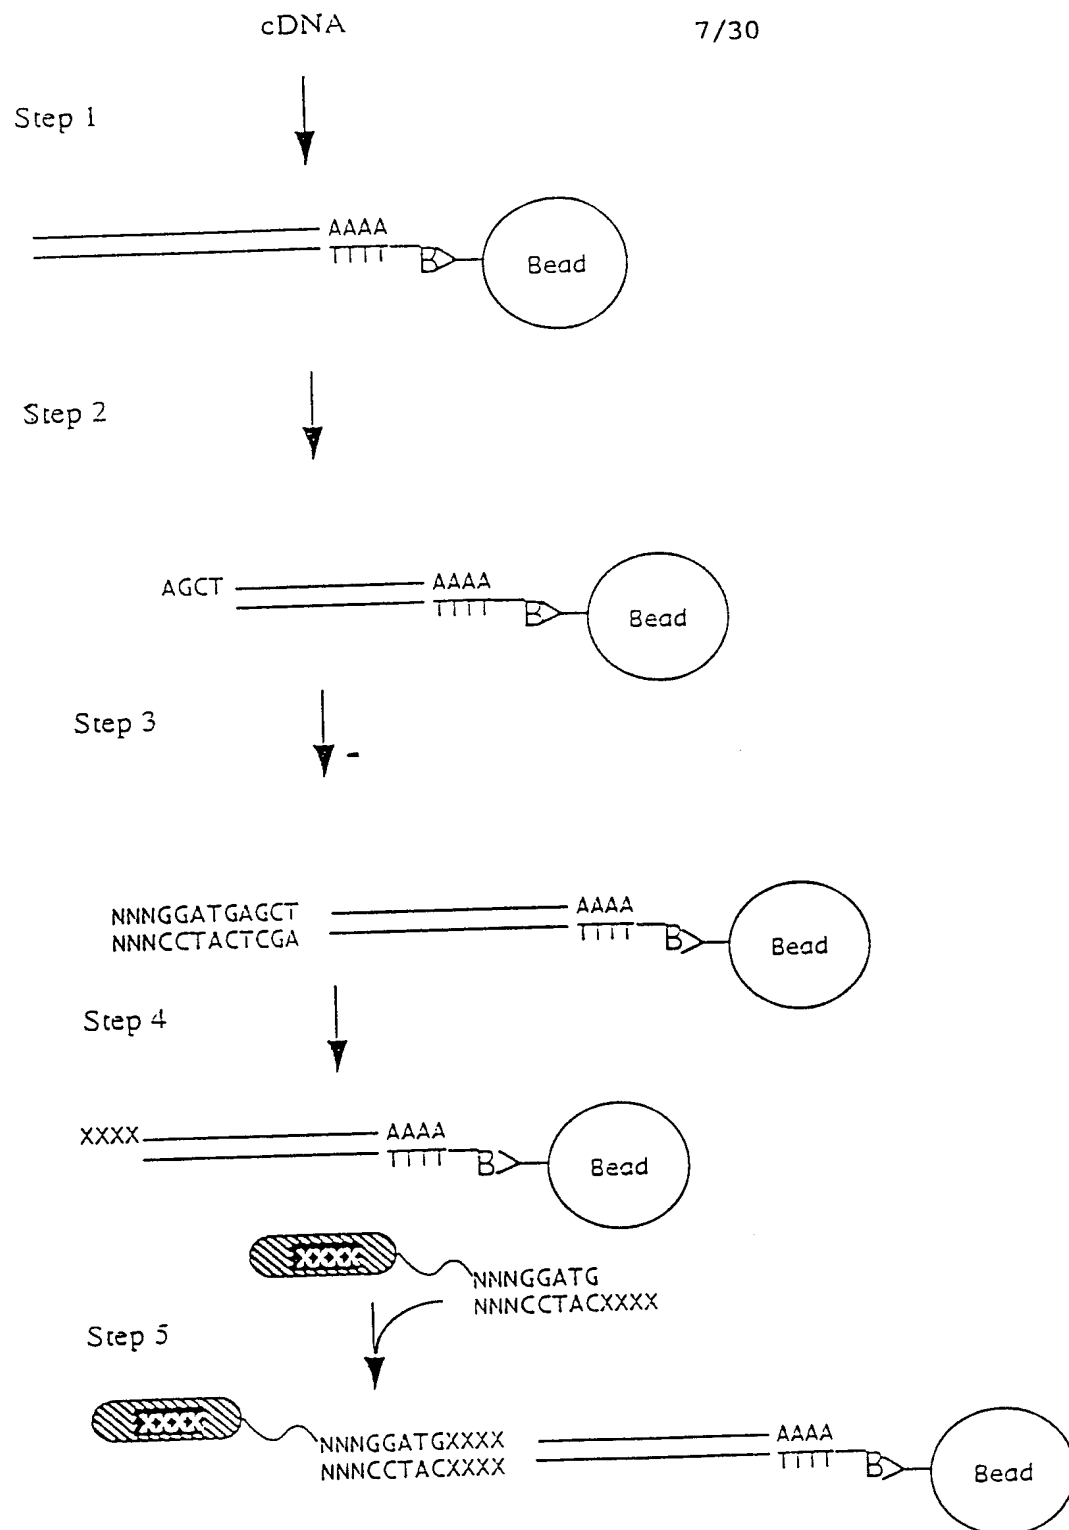 cDNA 7/30
Step 1
AAAA
TTTT B Bead
Step 2
AGCT AAAA
TTTT B Bead
Step 3
NNNGGATGAGCT AAAA
NNNCCTACTCGA TTTT B Bead
Step 4
XXXX AAAA
TTTT B Bead
XXXX
NNNGGATG
NNNCCTACXXXX
Step 5
XXXX
NNNGGATGXXXX AAAA
NNNCCTACXXXX TTTT B Bead